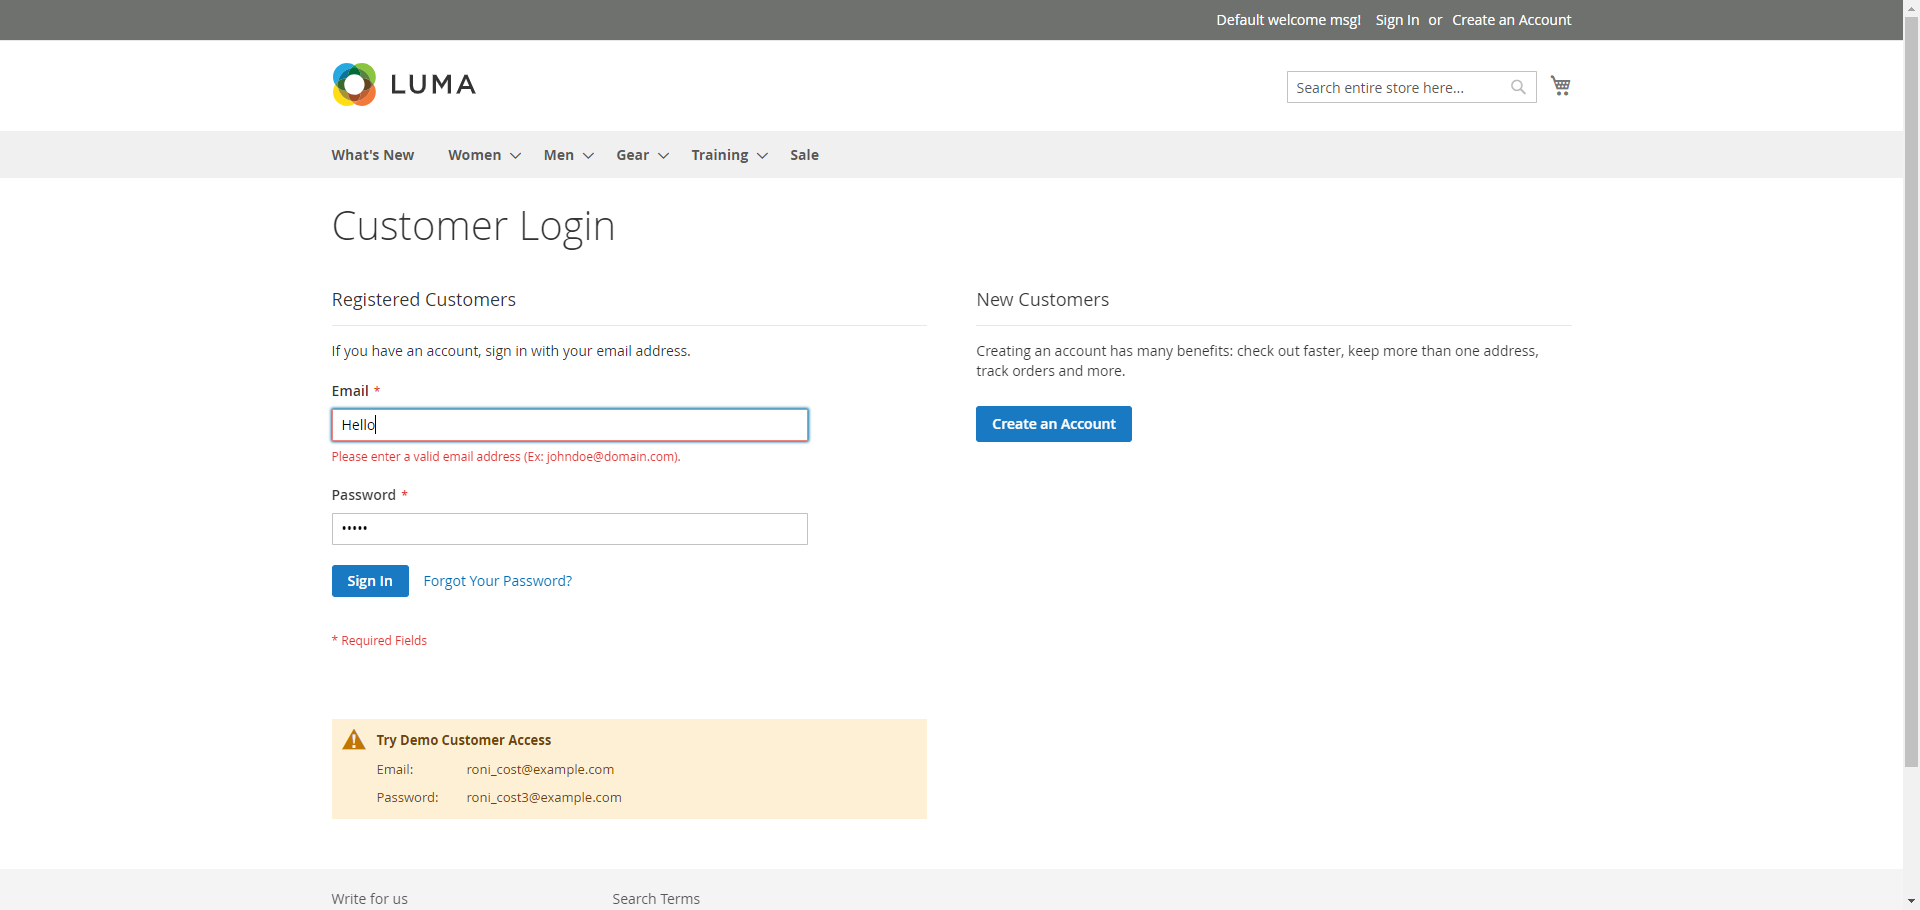 Default welcome msg! Sign In or Create an Account
LUMA
Search entire store here...
What's New Women Men Gear Training Sale
Customer Login
Registered Customers
If you have an account, sign in with your email address.
Email *
Hello
Please enter a valid email address (Ex: johndoe@domain.com).
Password *
•••••
Sign In Forgot Your Password?
* Required Fields
New Customers
Creating an account has many benefits: check out faster, keep more than one address,
track orders and more.
Create an Account
Try Demo Customer Access
Email: roni_cost@example.com
Password: roni_cost3@example.com
Write for us Search Terms